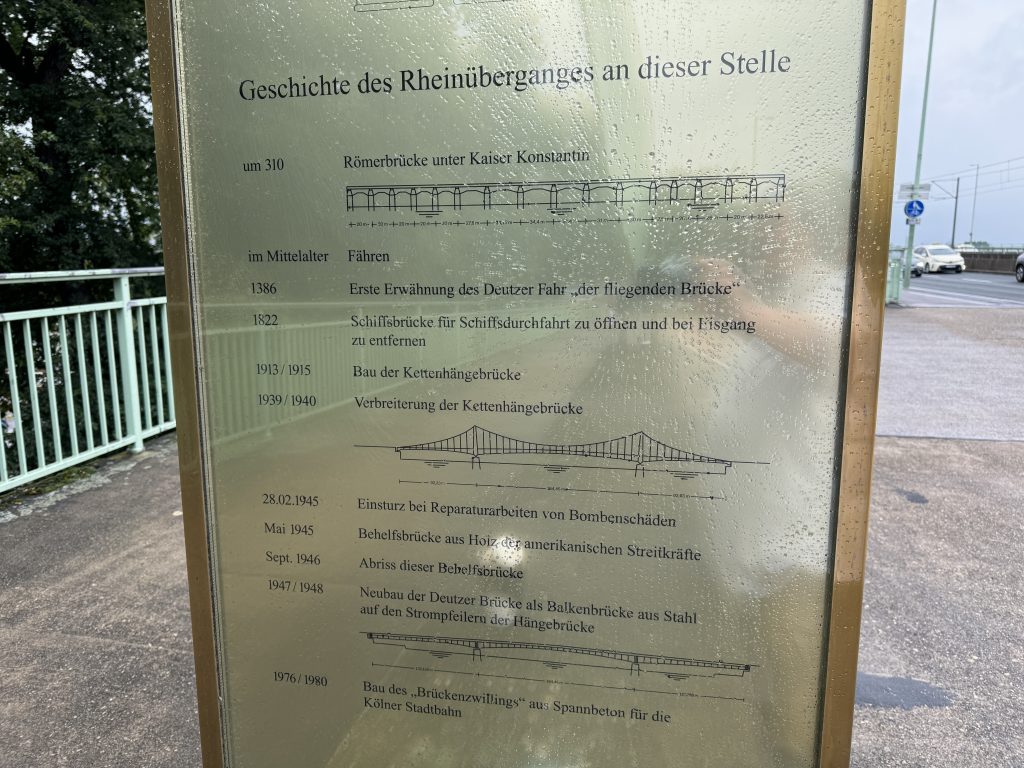 Geschichte des Rheinüberganges an dieser Stelle
um 310 Römerbrücke unter Kaiser Konstantin
im Mittelalter Fähren
1386 Erste Erwähnung des Deutzer Fahr „der fliegenden Brücke“
1822 Schiffsbrücke für Schiffsdurchfahrt zu öffnen und bei Eisgang
zu entfernen
1913/1915 Bau der Kettenhängebrücke
1939/1940 Verbreiterung der Kettenhängebrücke
28.02.1945 Einsturz bei Reparaturarbeiten von Bombenschäden
Mai 1945 Behelfsbrücke aus Holz der amerikanischen Streitkräfte
Sept. 1946 Abriss dieser Behelfsbrücke
1947/1948 Neubau der Deutzer Brücke als Balkenbrücke aus Stahl
auf den Strompfeilern der Hängebrücke
1976/1980 Bau des „Brückenzwillings“ aus Spannbeton für die
Kölner Stadtbahn